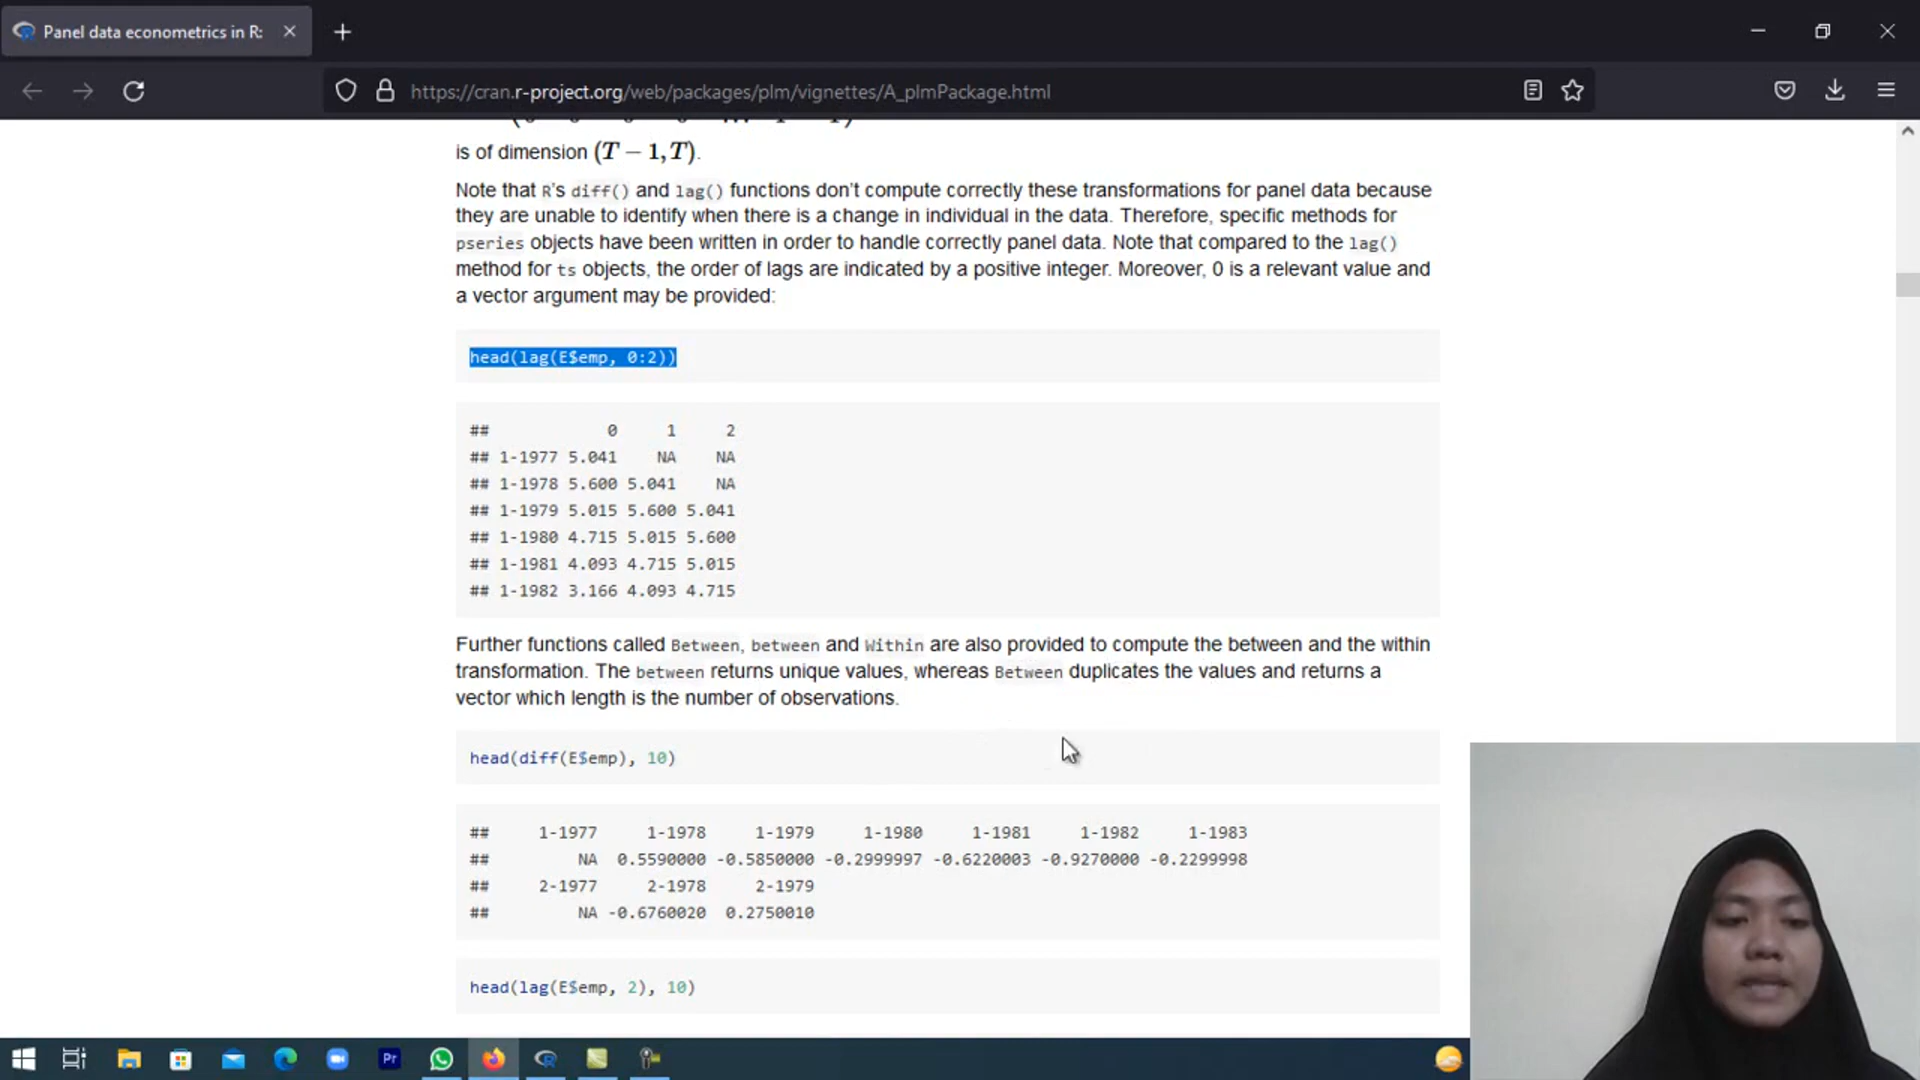 Panel data econometrics in R:
https://cran.r-project.org/web/packages/plm/vignettes/A_plmPackage.html
is of dimension (T − 1, T).
Note that R's diff() and lag() functions don't compute correctly these transformations for panel data because
they are unable to identify when there is a change in individual in the data. Therefore, specific methods for
pseries objects have been written in order to handle correctly panel data. Note that compared to the lag()
method for ts objects, the order of lags are indicated by a positive integer. Moreover, 0 is a relevant value and
a vector argument may be provided:
head(lag(E$emp, 0:2))
## 0 1 2
## 1-1977 5.041 NA NA
## 1-1978 5.600 5.041 NA
## 1-1979 5.015 5.600 5.041
## 1-1980 4.715 5.015 5.600
## 1-1981 4.093 4.715 5.015
## 1-1982 3.166 4.093 4.715
Further functions called Between, between and Within are also provided to compute the between and the within
transformation. The between returns unique values, whereas Between duplicates the values and returns a
vector which length is the number of observations.
head(diff(E$emp), 10)
## 1-1977 1-1978 1-1979 1-1980 1-1981 1-1982 1-1983
## NA 0.5590000 -0.5850000 -0.2999997 -0.6220003 -0.9270000 -0.2299998
## 2-1977 2-1978 2-1979
## NA -0.6760020 0.2750010
head(lag(E$emp, 2), 10)
Pr